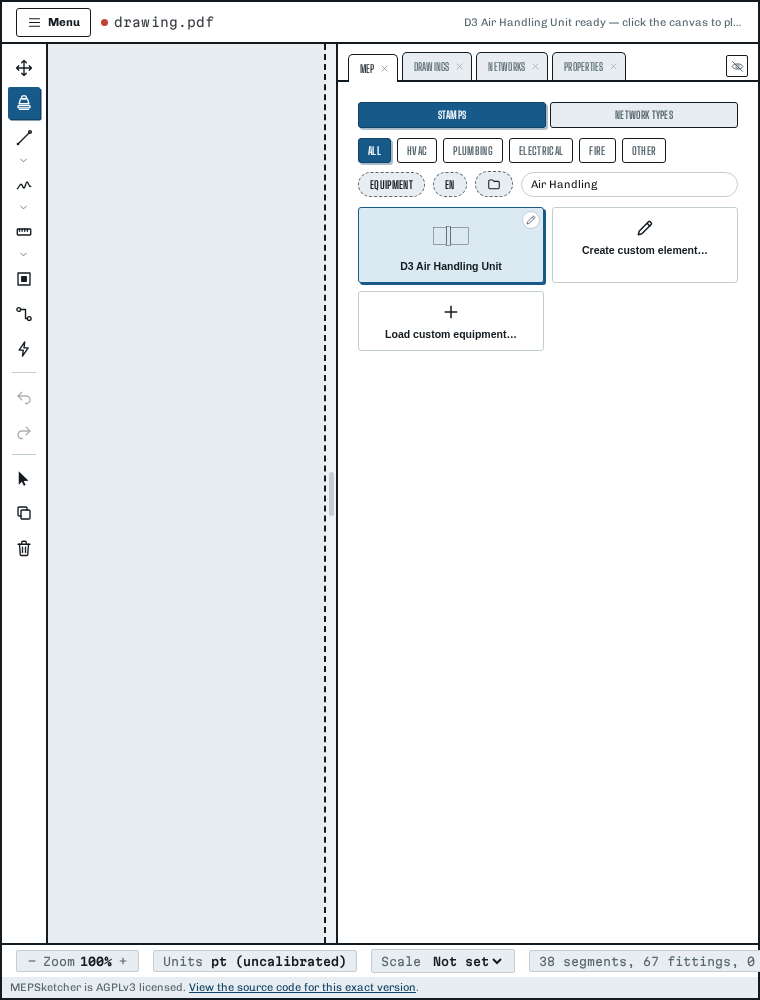 Menu
drawing.pdf
D3 Air Handling Unit ready — click the canvas to pl…
MEP
DRAWINGS
NETWORKS
PROPERTIES
STAMPS
NETWORK TYPES
ALL
HVAC
PLUMBING
ELECTRICAL
FIRE
OTHER
EQUIPMENT
EN
Air Handling
D3 Air Handling Unit
Create custom element…
Load custom equipment…
− Zoom 100% +
Units pt (uncalibrated)
Scale Not set
38 segments, 67 fittings, 0
MEPSketcher is AGPLv3 licensed. View the source code for this exact version.